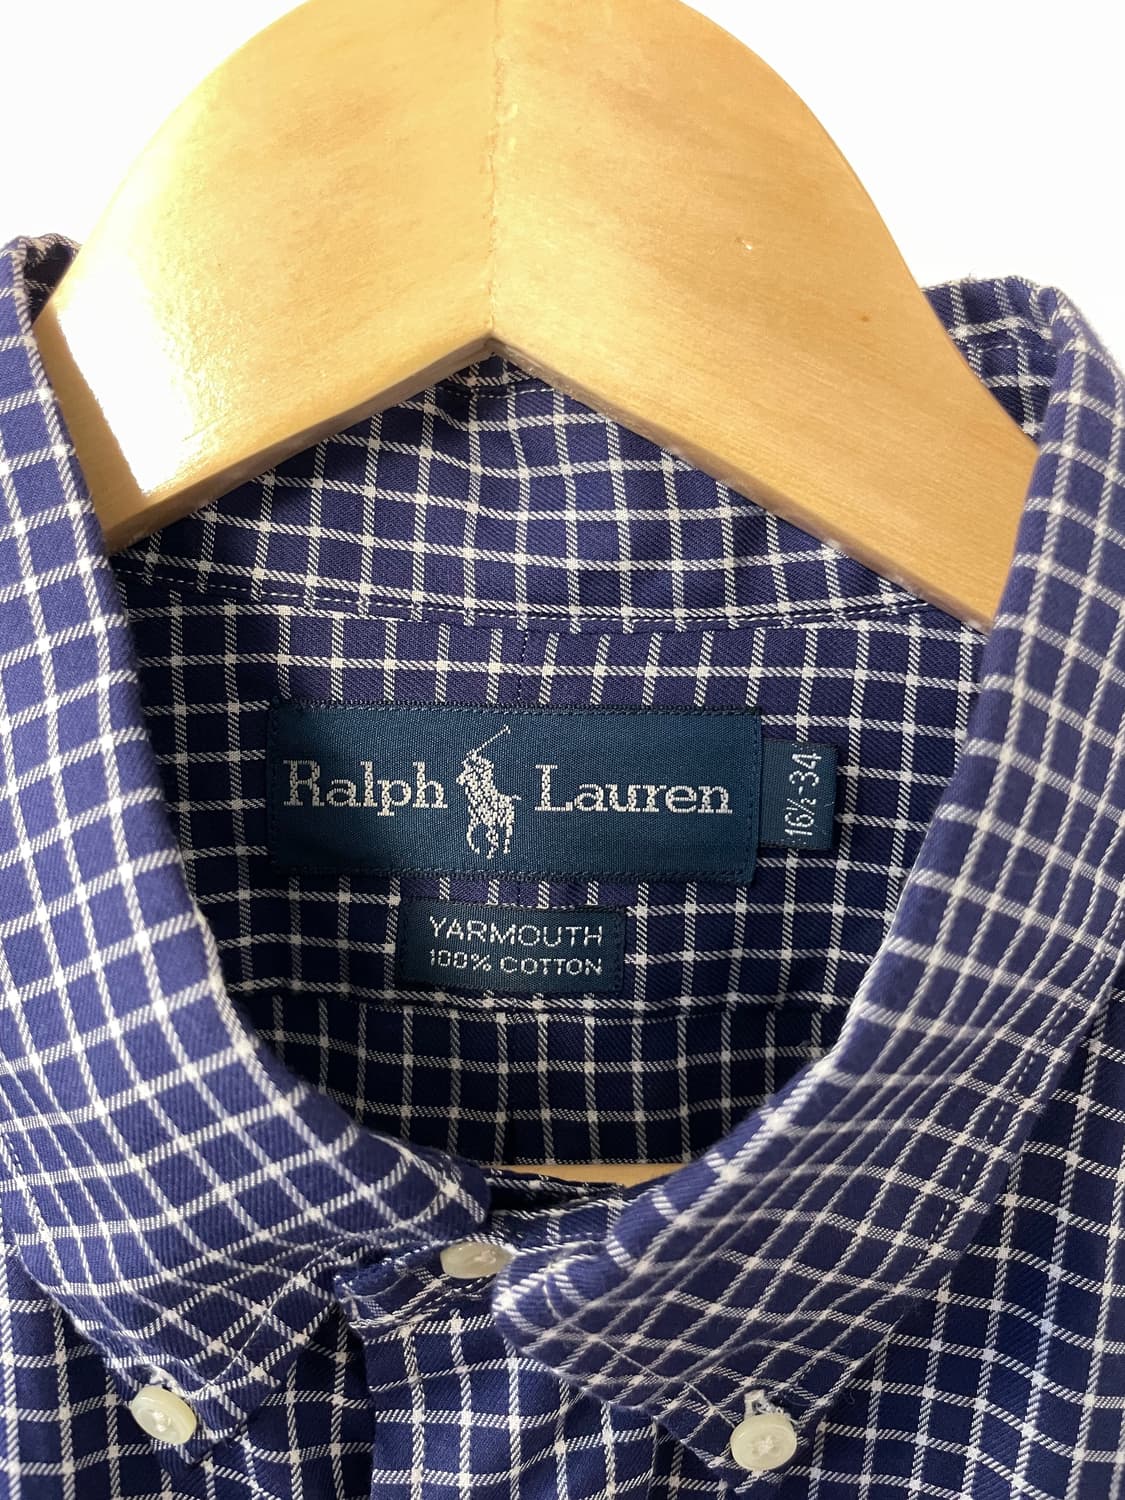 Ralph Lauren
16½-34
YARMOUTH
100% COTTON